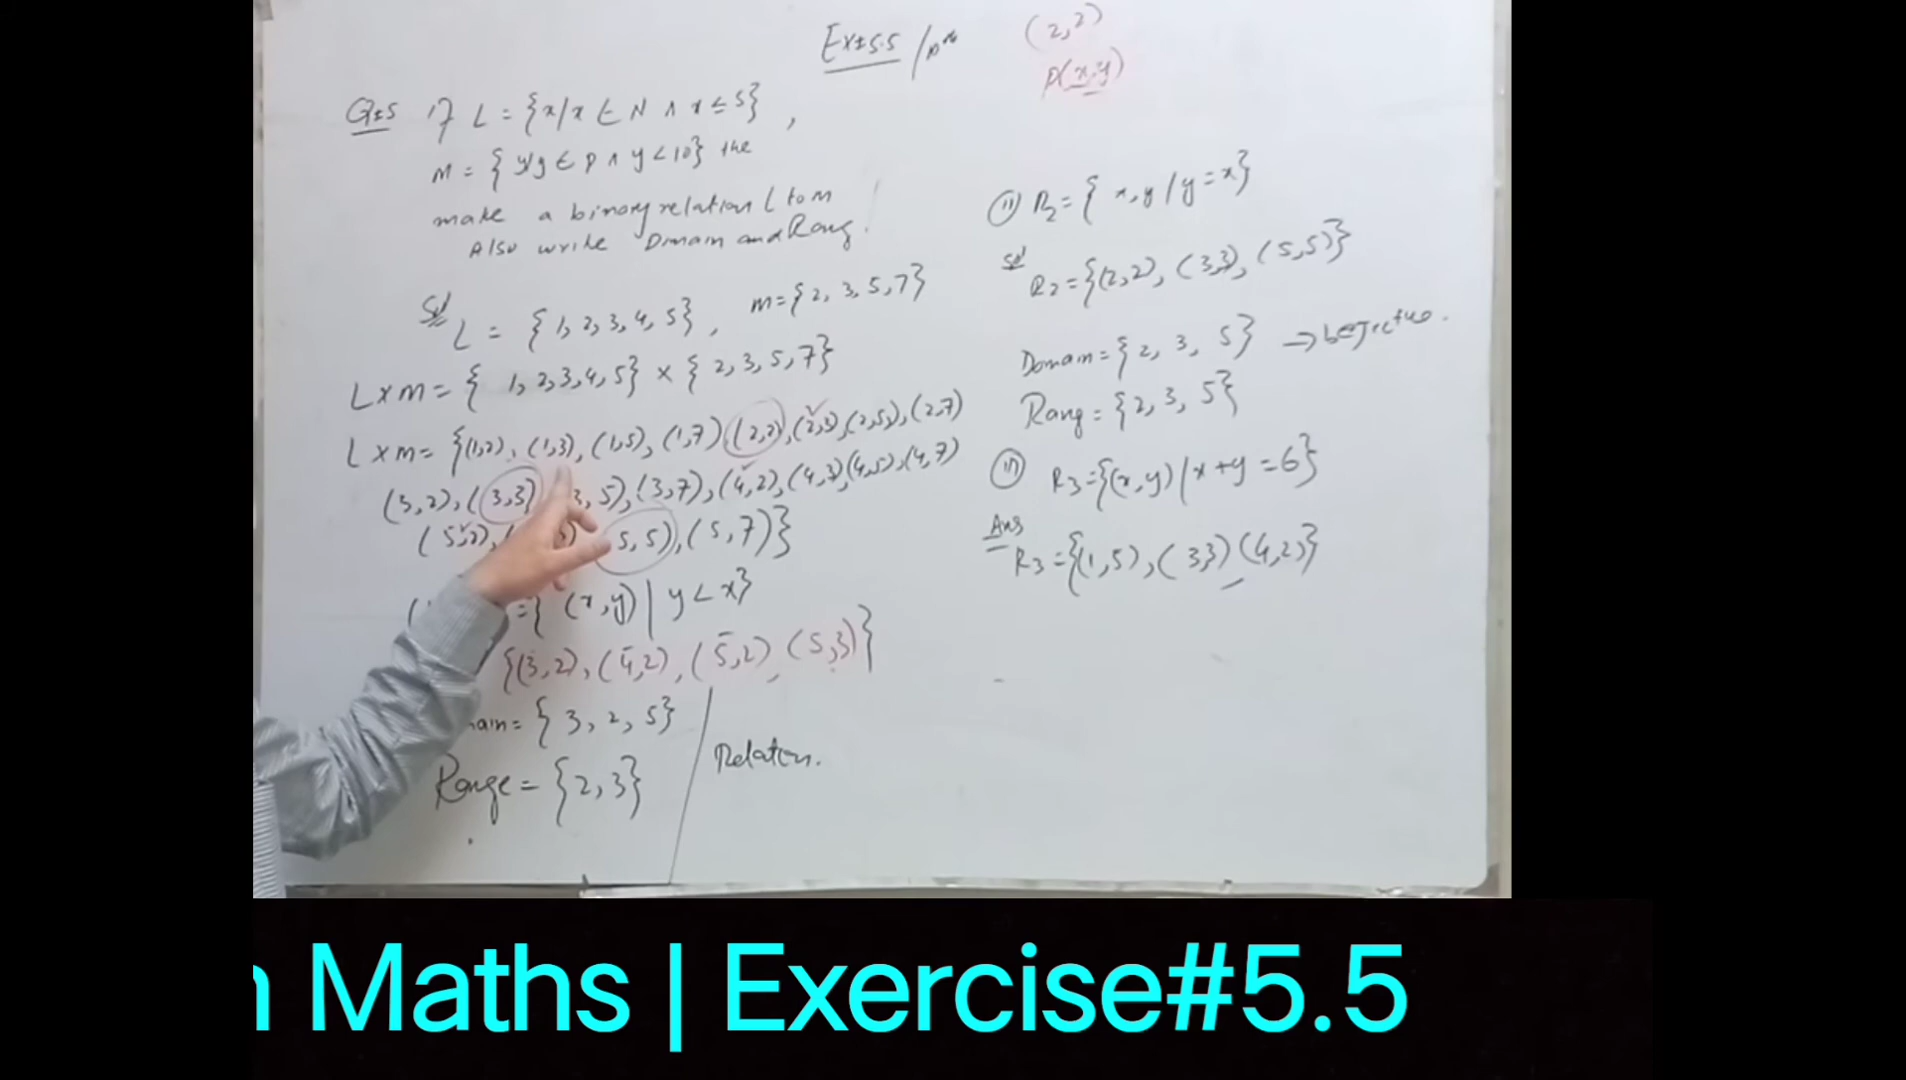 Ex±5.5 /
(2,2)
P(x,y)
Q±5 If L = {x/x ∈ N ∧ x ≤ 5},
M = { y/y ∈ P ∧ y < 10} the
make a binary relation L to m
Also write Domain and Rang.
Sol
L = {1, 2, 3, 4, 5}, m = {2, 3, 5, 7}
L x m = { 1, 2, 3, 4, 5} x { 2, 3, 5, 7}
L x m = {(1,2), (1,3), (1,5), (1,7) (2,2), (2,3), (2,5), (2,7)
(3,2), (3,3) 3, 5), (3,7), (4,2), (4,3) (4,5), (4,7)
(5,2), ( 3) 5,5), (5,7)}
= { (x,y) | y < x}
{(3,2), (4,2), (5,2), (5,3)}
main = { 3, 2, 5}
Range = {2, 3}
Relation.
(ii) R2 = { x,y / y = x}
Sol
R2 = {(2,2), (3,3), (5,5)}
Domain = { 2, 3, 5} →
Rang = {2, 3, 5}
R3 = {(x,y) | x + y = 6}
Ans
R3 = {(1,5), (3,3) (4,2)}
n Maths | Exercise#5.5